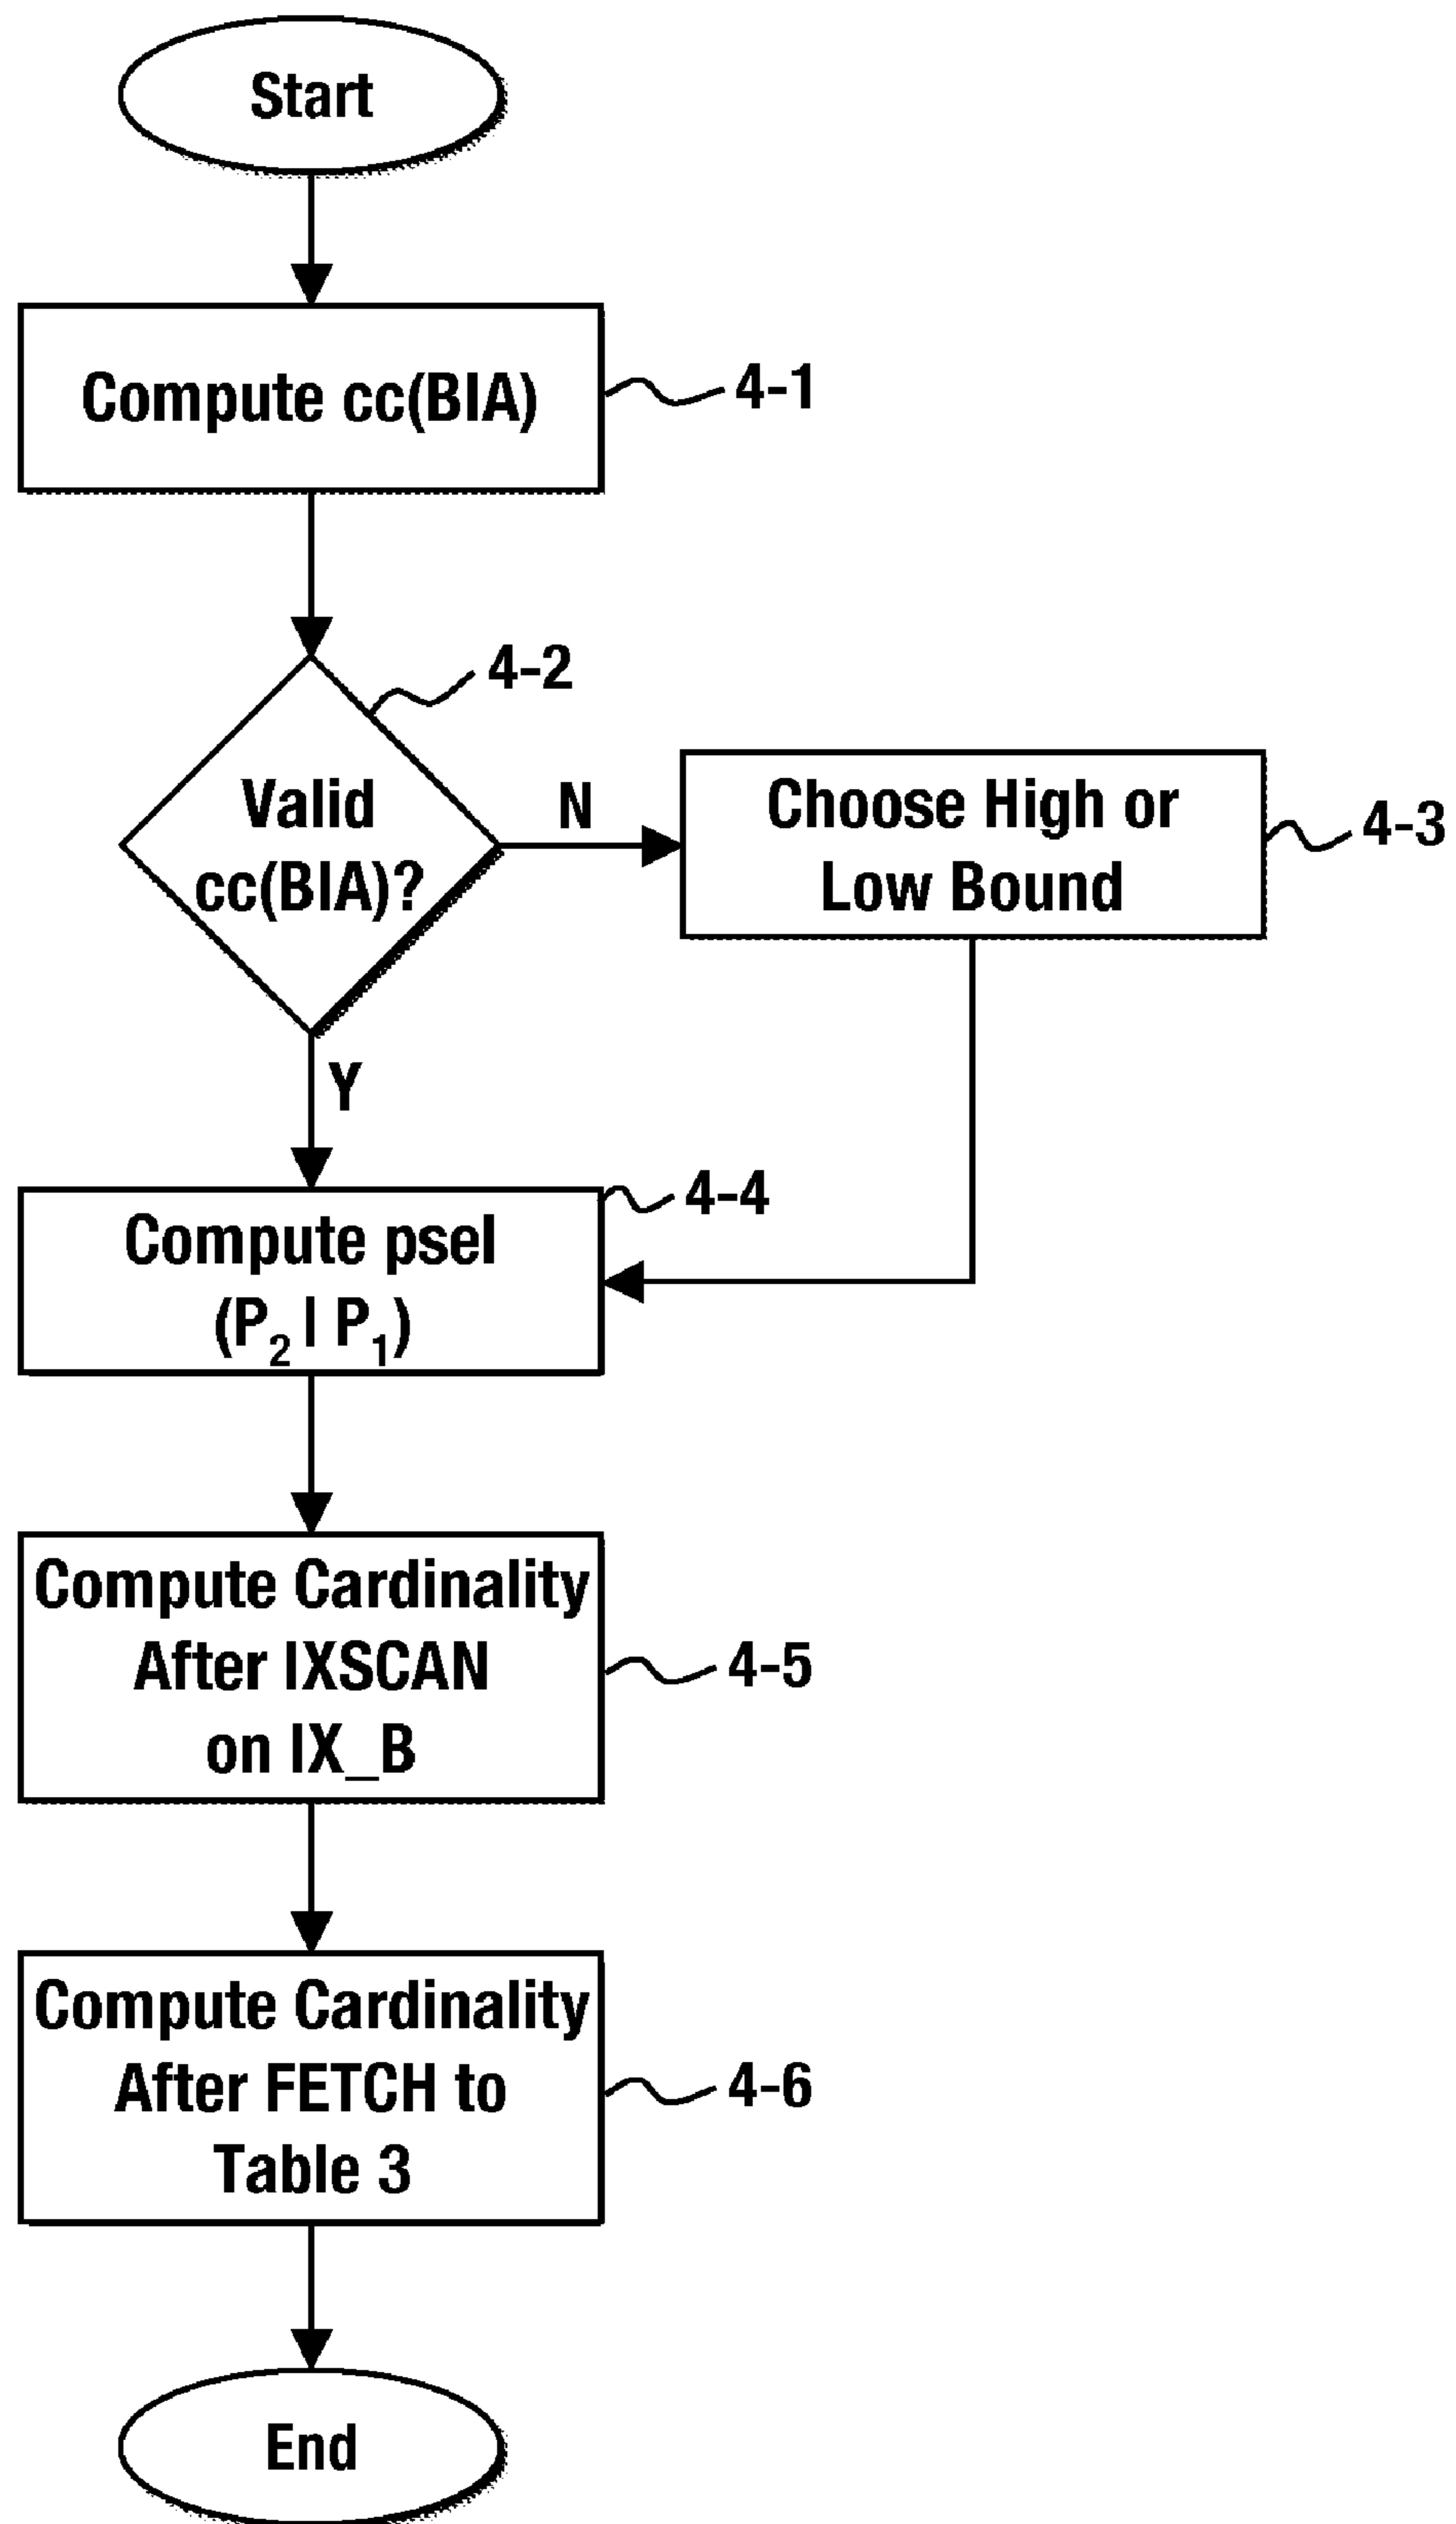 Start
Compute cc(BIA)
4-1
4-2
Valid
cc(BIA)?
N
Choose High or
Low Bound
4-3
Y
4-4
Compute psel
(P₂ | P₁)
Compute Cardinality
After IXSCAN
on IX_B
4-5
Compute Cardinality
After FETCH to
Table 3
4-6
End